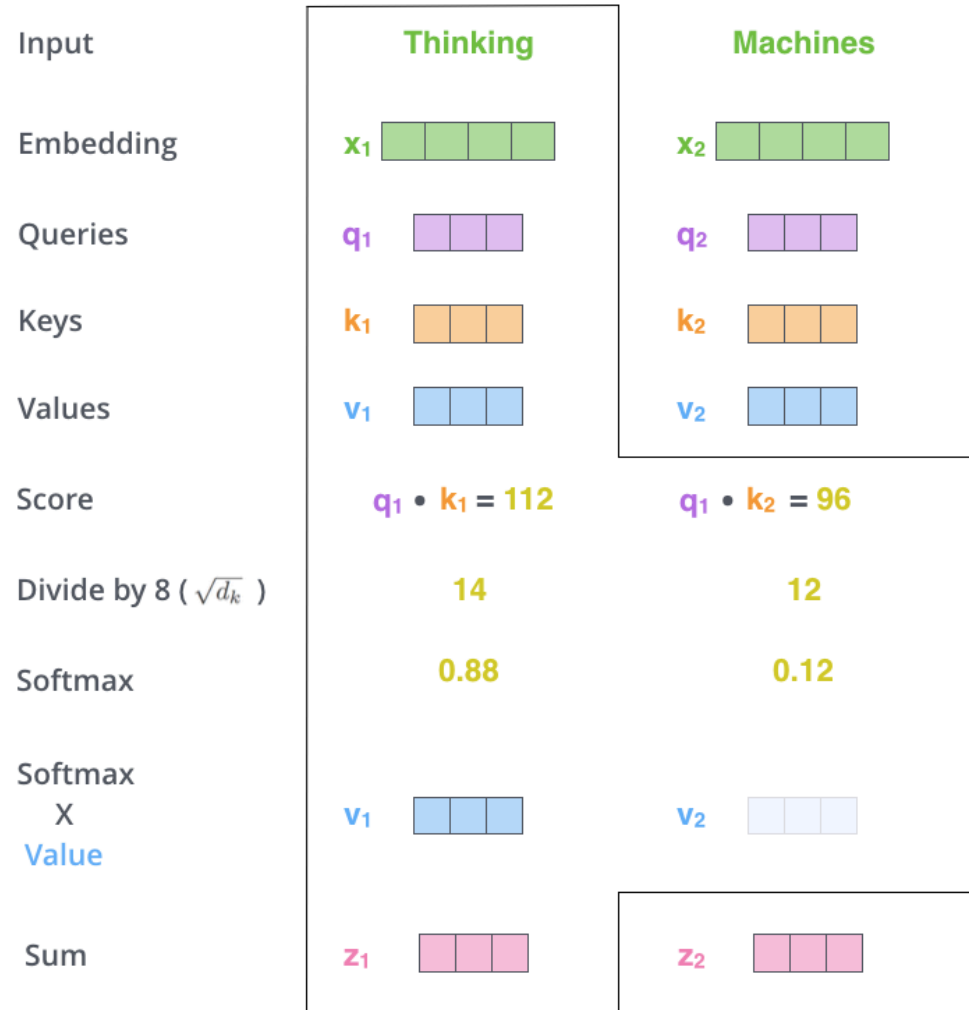 Input Thinking Machines
Embedding x₁ x₂
Queries q₁ q₂
Keys k₁ k₂
Values v₁ v₂
Score q₁ • k₁ = 112 q₁ • k₂ = 96
Divide by 8 ( √dₖ ) 14 12
Softmax 0.88 0.12
Softmax
X
Value v₁ v₂
Sum z₁ z₂